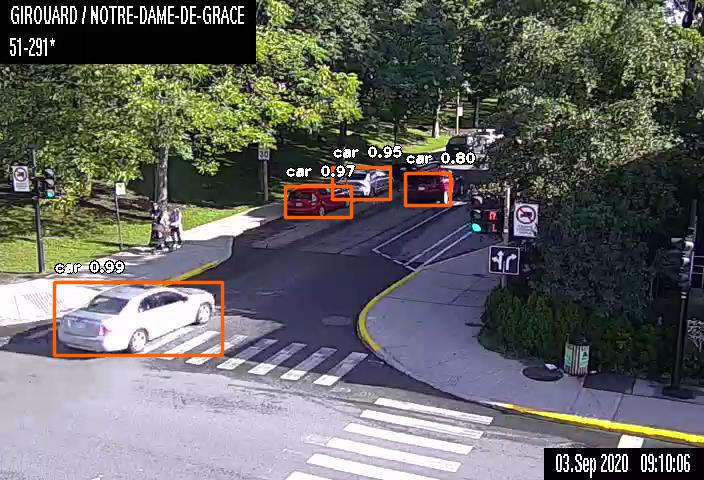 GIROUARD / NOTRE-DAME-DE-GRACE
51-291*
car 0.95
car 0.80
car 0.97
car 0.99
03.Sep 2020 09:10:06